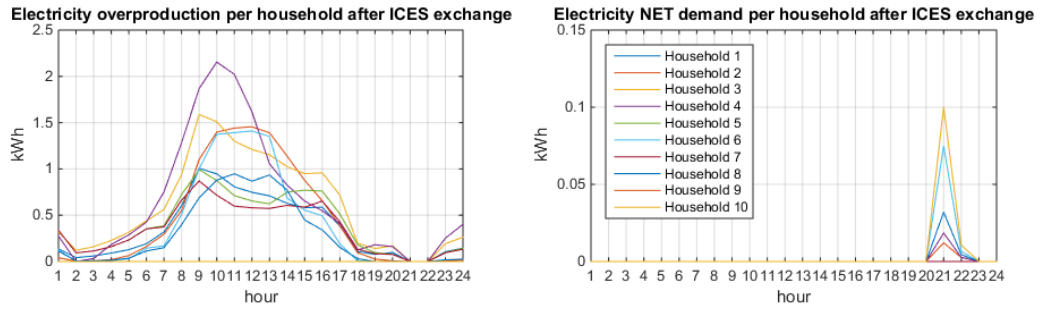 Electricity overproduction per household after ICES exchange
2.5
2
1.5
1
0.5
0
kWh
1 2 3 4 5 6 7 8 9 10 11 12 13 14 15 16 17 18 19 20 21 22 23 24
hour
Electricity NET demand per household after ICES exchange
0.15
0.1
0.05
0
kWh
Household 1
Household 2
Household 3
Household 4
Household 5
Household 6
Household 7
Household 8
Household 9
Household 10
1 2 3 4 5 6 7 8 9 10 11 12 13 14 15 16 17 18 19 20 21 22 23 24
hour